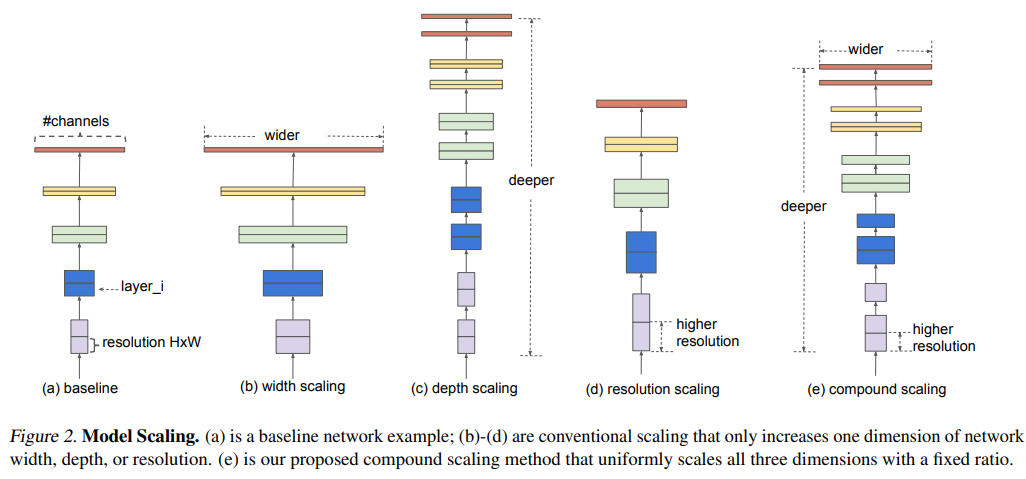 #channels
layer_i
resolution HxW
(a) baseline
wider
(b) width scaling
deeper
(c) depth scaling
higher
resolution
(d) resolution scaling
wider
deeper
higher
resolution
(e) compound scaling
Figure 2. Model Scaling. (a) is a baseline network example; (b)-(d) are conventional scaling that only increases one dimension of network
width, depth, or resolution. (e) is our proposed compound scaling method that uniformly scales all three dimensions with a fixed ratio.